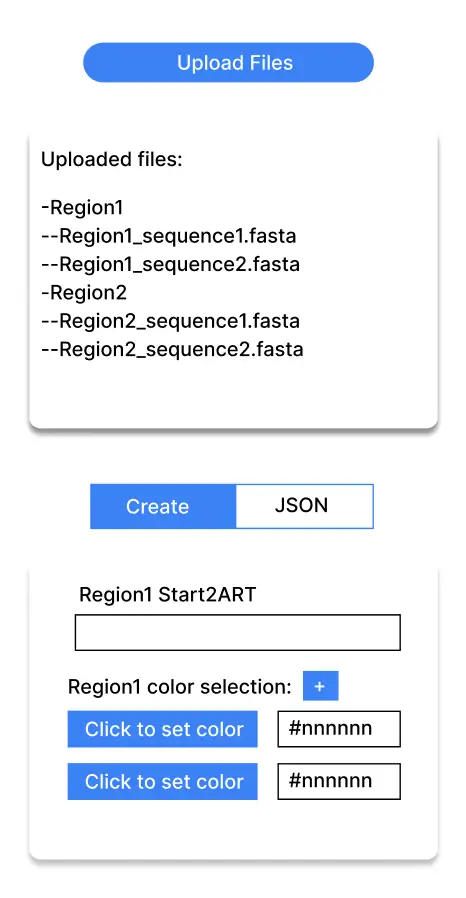 Upload Files
Uploaded files:
-Region1
--Region1_sequence1.fasta
--Region1_sequence2.fasta
-Region2
--Region2_sequence1.fasta
--Region2_sequence2.fasta
Create JSON
Region1 Start2ART
Region1 color selection: +
Click to set color #nnnnnn
Click to set color #nnnnnn